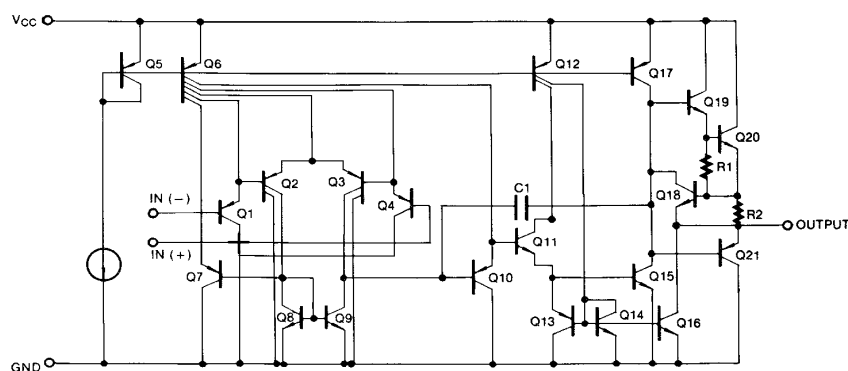 VCC
Q5
Q6
Q12
Q17
Q19
Q20
R1
Q2
Q3
Q4
C1
Q18
R2
IN (−)
Q1
OUTPUT
IN (+)
Q11
Q21
Q7
Q10
Q15
Q8
Q9
Q13
Q14
Q16
GND